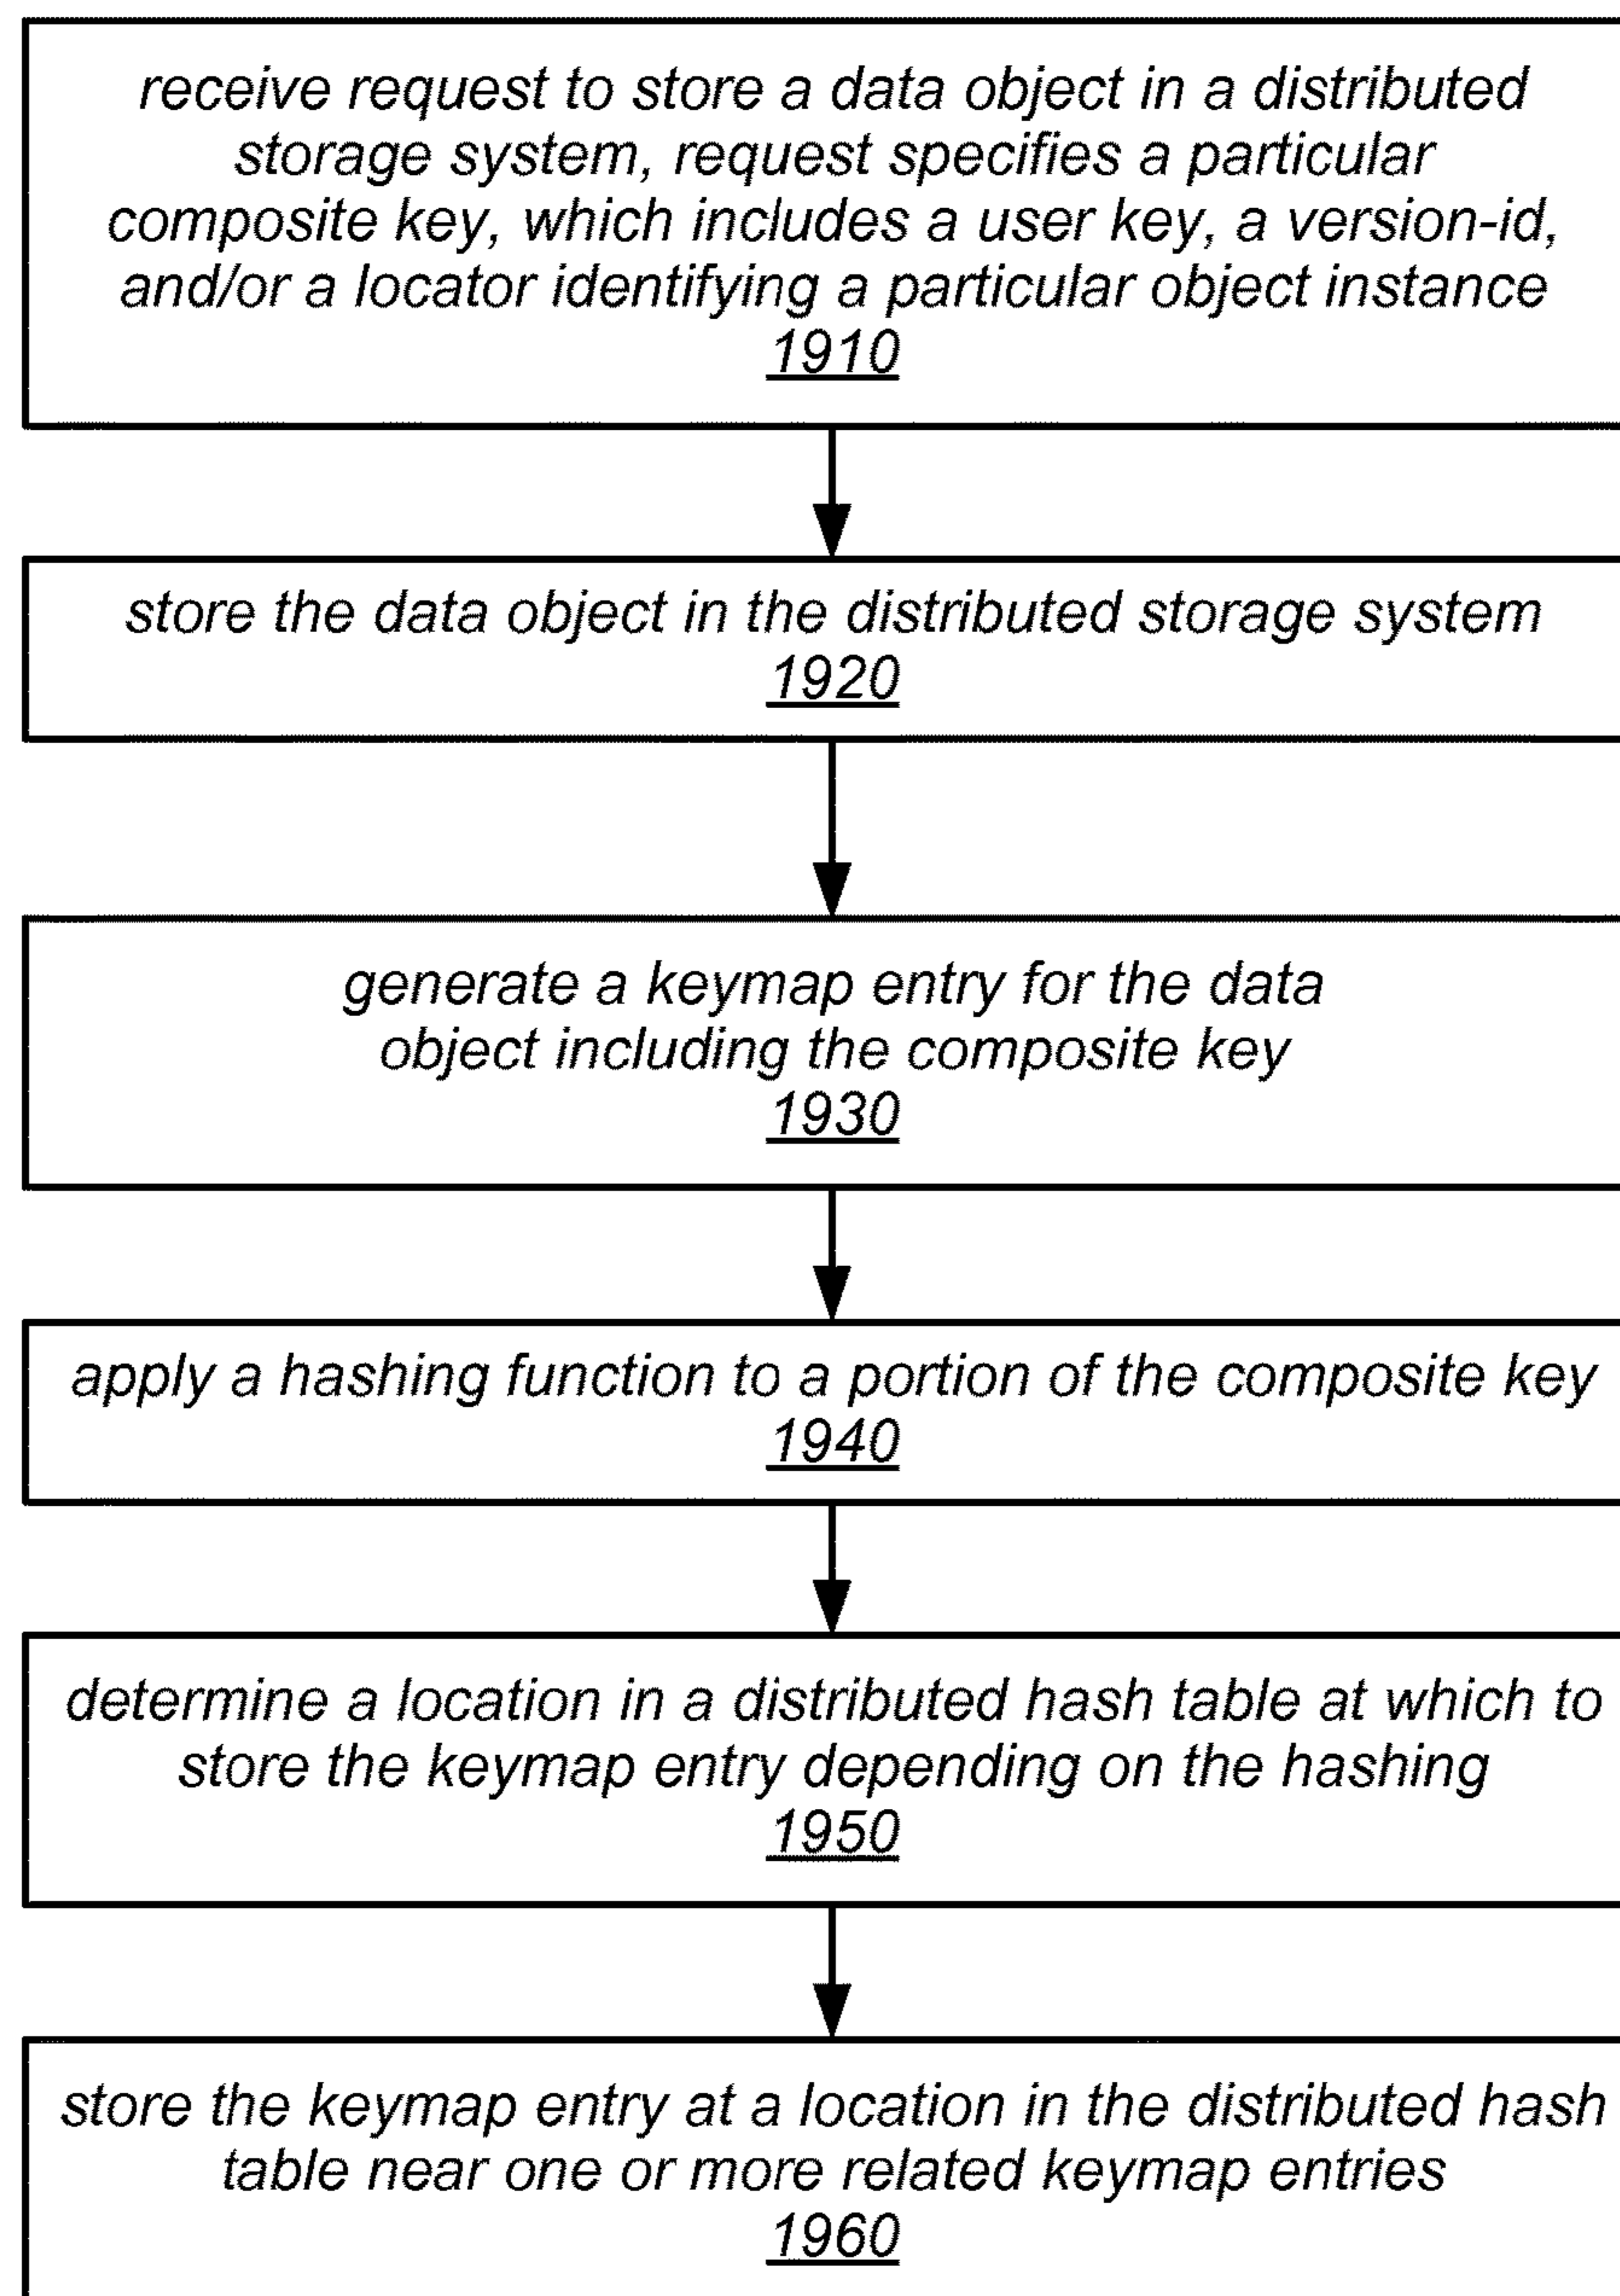 receive request to store a data object in a distributed
storage system, request specifies a particular
composite key, which includes a user key, a version-id,
and/or a locator identifying a particular object instance
1910
store the data object in the distributed storage system
1920
generate a keymap entry for the data
object including the composite key
1930
apply a hashing function to a portion of the composite key
1940
determine a location in a distributed hash table at which to
store the keymap entry depending on the hashing
1950
store the keymap entry at a location in the distributed hash
table near one or more related keymap entries
1960